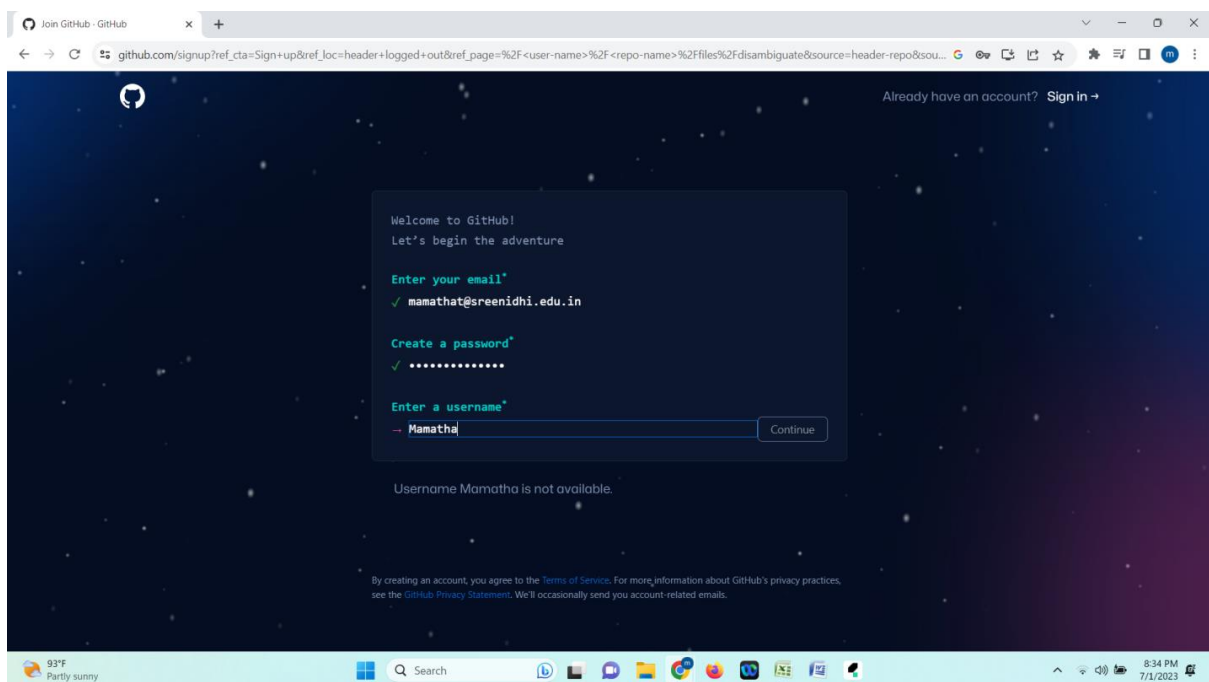 Join GitHub · GitHub
github.com/signup?ref_cta=Sign+up&ref_loc=header+logged+out&ref_page=%2F<user-name>%2F<repo-name>%2Ffiles%2Fdisambiguate&source=header-repo&sou...
Already have an account? Sign in →
Welcome to GitHub!
Let's begin the adventure
Enter your email*
✓ mamathat@sreenidhi.edu.in
Create a password*
✓ ••••••••••••••
Enter a username*
→ Mamatha
Continue
Username Mamatha is not available.
By creating an account, you agree to the Terms of Service. For more information about GitHub's privacy practices,
see the GitHub Privacy Statement. We'll occasionally send you account-related emails.
93°F
Partly sunny
Search
8:34 PM
7/1/2023